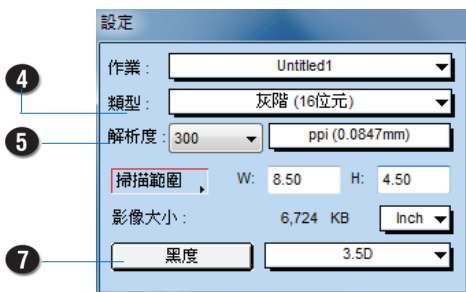 設定
作業 : Untitled1
4
類型 : 灰階 (16位元)
5 解析度 : 300 ppi (0.0847mm)
掃描範圍 W: 8.50 H: 4.50
影像大小 : 6,724 KB Inch
7 黑度 3.5D